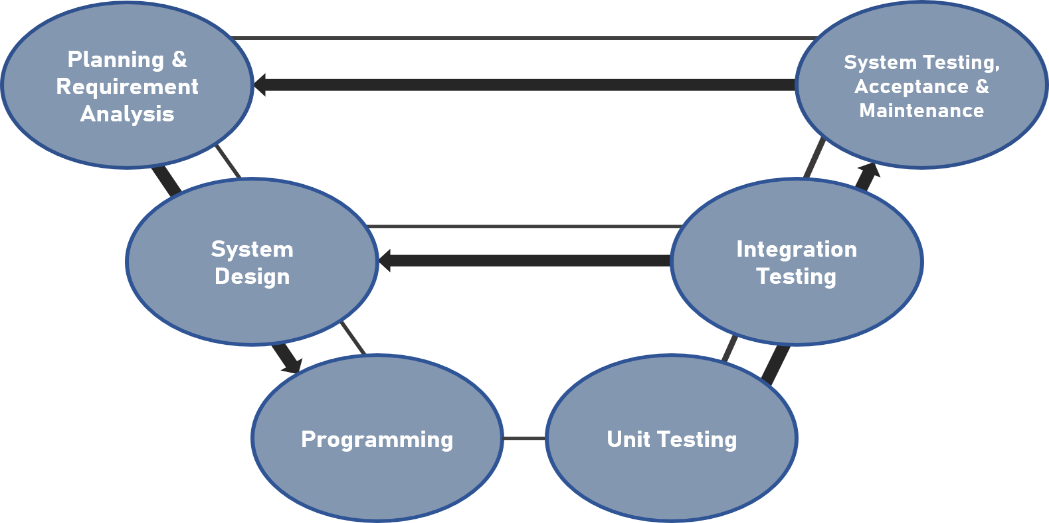 Planning &
Requirement
Analysis
System Testing,
Acceptance &
Maintenance
System
Design
Integration
Testing
Programming
Unit Testing